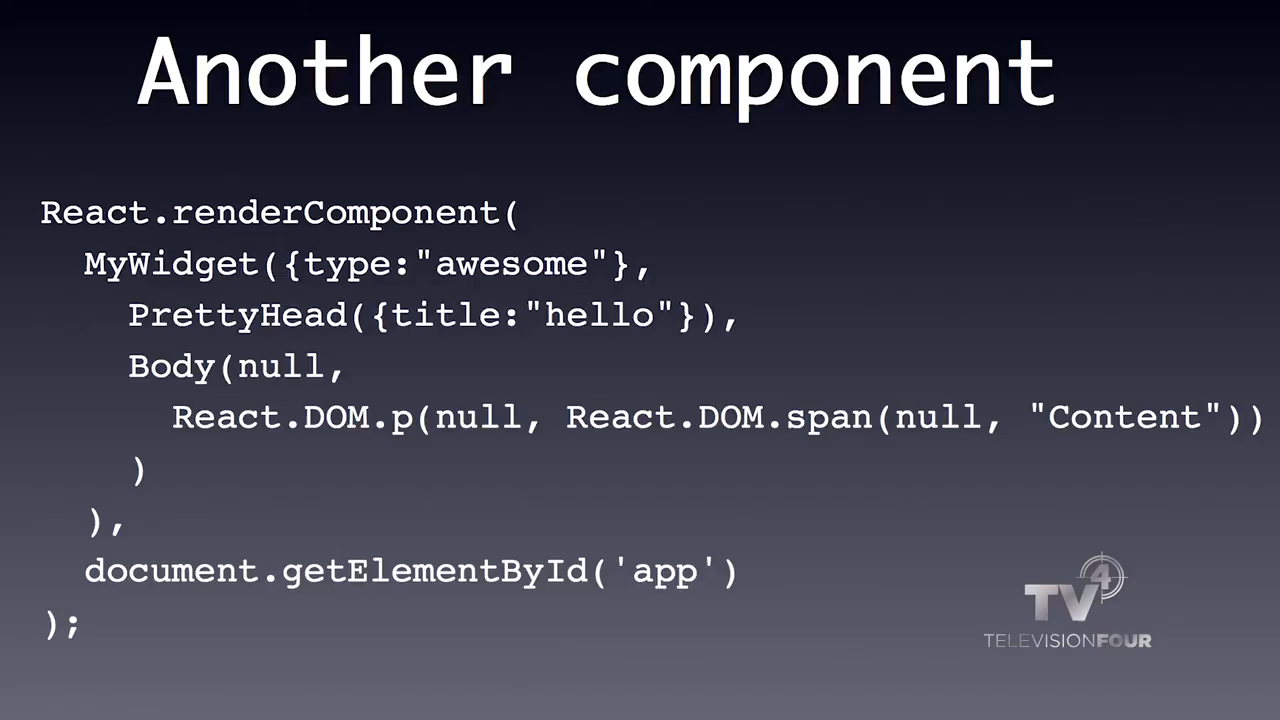 Another component
React.renderComponent(
  MyWidget({type:"awesome"},
    PrettyHead({title:"hello"}),
    Body(null,
      React.DOM.p(null, React.DOM.span(null, "Content"))
    )
  ),
  document.getElementById('app')
);
TV4
TELEVISIONFOUR